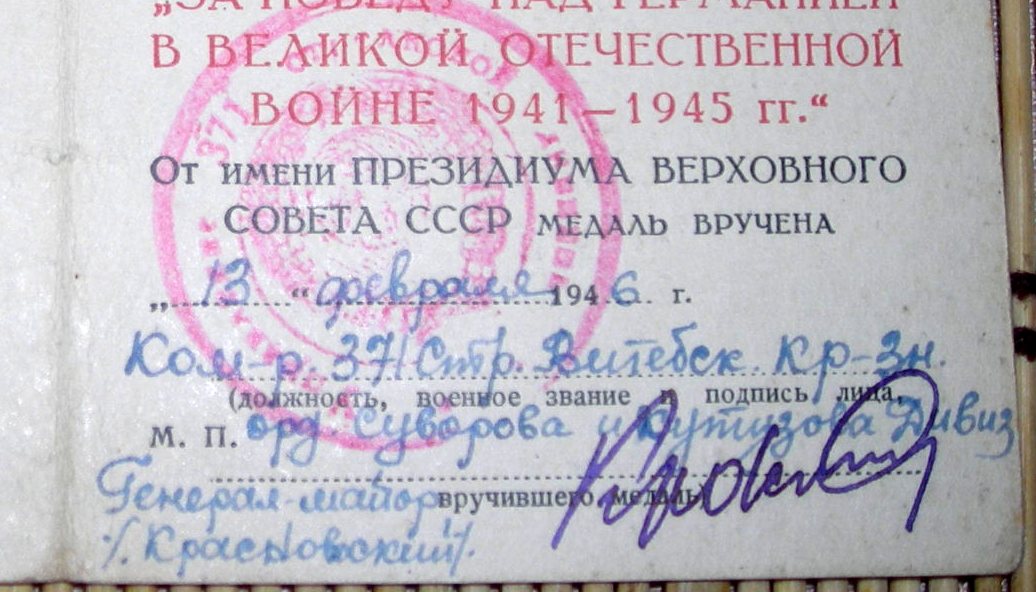 „ЗА ПОБЕДУ НАД ГЕРМАНИЕЙ
В ВЕЛИКОЙ ОТЕЧЕСТВЕННОЙ
ВОЙНЕ 1941—1945 гг.“
От имени ПРЕЗИДИУМА ВЕРХОВНОГО
СОВЕТА СССР МЕДАЛЬ ВРУЧЕНА
„13“ февраля 1946 г.
Ком-р. 371 Стр. Витебск. Кр-Зн.
(должность, военное звание и подпись лица,
М. П. орд Суворова и Кутузова Дивиз
Генерал-майор вручившего медаль)
/. Красновский/.
371